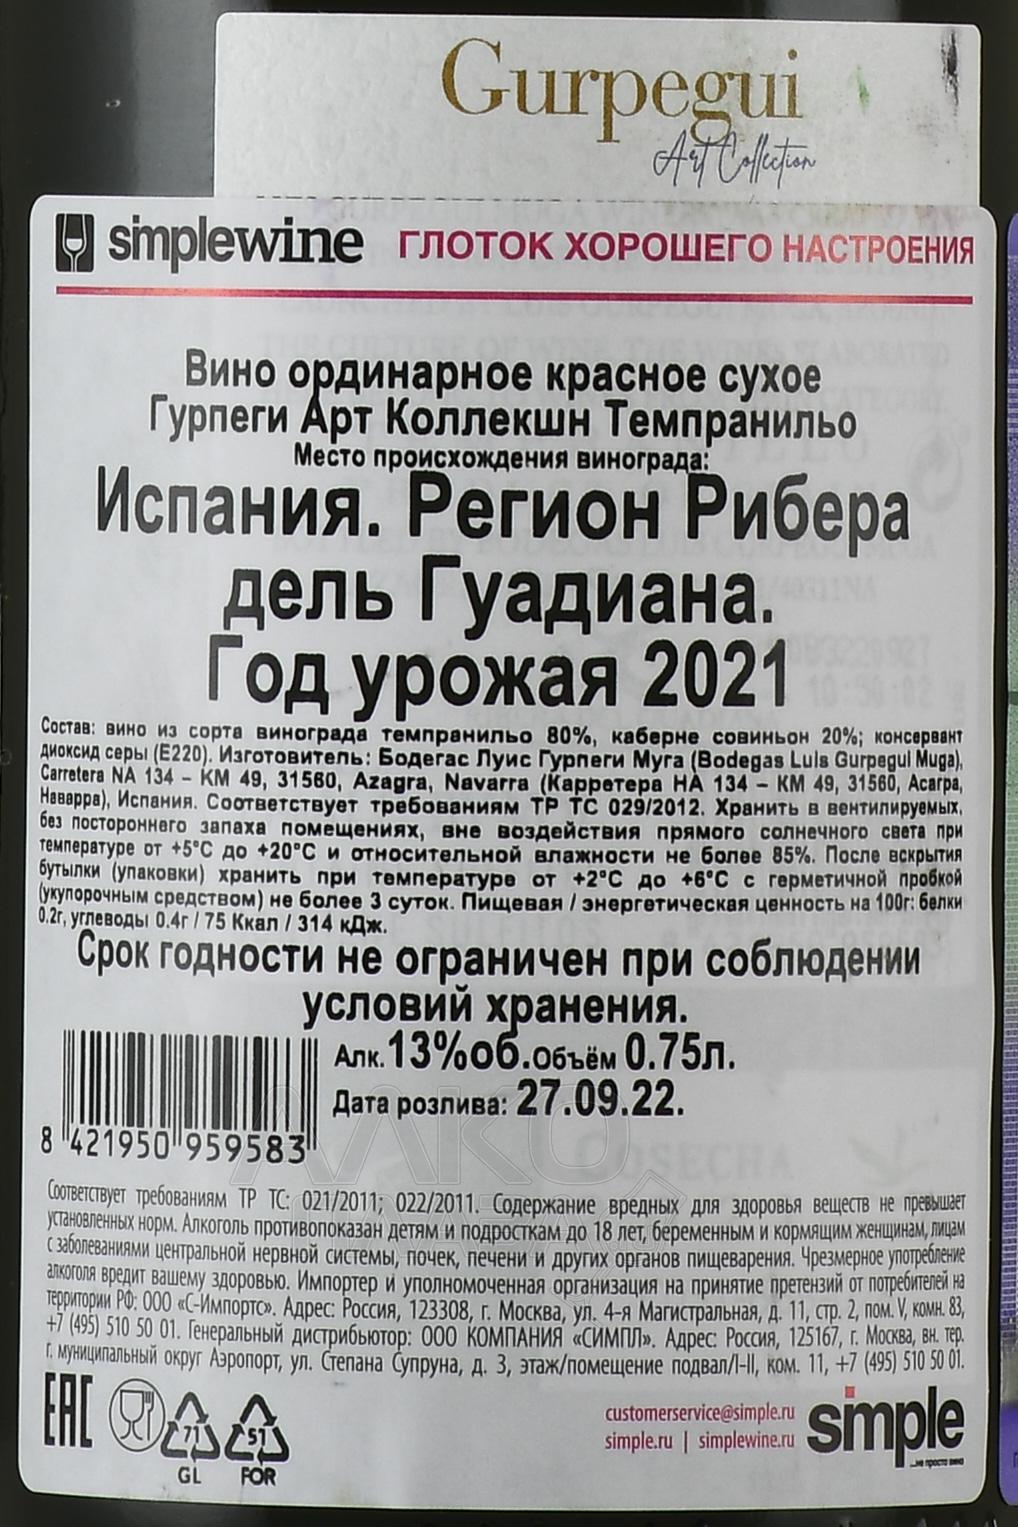 Gurpegui
Art Collection
simplewine ГЛОТОК ХОРОШЕГО НАСТРОЕНИЯ
Вино ординарное красное сухое
Гурпеги Арт Коллекшн Темпранильо
Место происхождения винограда:
Испания. Регион Рибера
дель Гуадиана.
Год урожая 2021
Состав: вино из сорта винограда темпранильо 80%, каберне совиньон 20%; консервант
диоксид серы (Е220). Изготовитель: Бодегас Луис Гурпеги Муга (Bodegas Luis Gurpegui Muga),
Carretera NA 134 – KM 49, 31560, Azagra, Navarra (Карретера НА 134 – КМ 49, 31560, Асагра,
Наварра), Испания. Соответствует требованиям ТР ТС 029/2012. Хранить в вентилируемых,
без постороннего запаха помещениях, вне воздействия прямого солнечного света при
температуре от +5°С до +20°С и относительной влажности не более 85%. После вскрытия
бутылки (упаковки) хранить при температуре от +2°С до +6°С с герметичной пробкой
(укупорочным средством) не более 3 суток. Пищевая / энергетическая ценность на 100г: белки
0.2г, углеводы 0.4г / 75 Ккал / 314 кДж.
Срок годности не ограничен при соблюдении
условий хранения.
Алк. 13%об. Объём 0.75л.
Дата розлива: 27.09.22.
8 421950 959583
Соответствует требованиям ТР ТС: 021/2011; 022/2011. Содержание вредных для здоровья веществ не превышает
установленных норм. Алкоголь противопоказан детям и подросткам до 18 лет, беременным и кормящим женщинам, лицам
с заболеваниями центральной нервной системы, почек, печени и других органов пищеварения. Чрезмерное употребление
алкоголя вредит вашему здоровью. Импортер и уполномоченная организация на принятие претензий от потребителей на
территории РФ: ООО «С-Импортс». Адрес: Россия, 123308, г. Москва, ул. 4-я Магистральная, д. 11, стр. 2, пом. V, комн. 83,
+7 (495) 510 50 01. Генеральный дистрибьютор: ООО КОМПАНИЯ «СИМПЛ». Адрес: Россия, 125167, г. Москва, вн. тер.
г. муниципальный округ Аэропорт, ул. Степана Супруна, д. 3, этаж/помещение подвал/I-II, ком. 11, +7 (495) 510 50 01.
EAC 71 51
GL FOR
customerservice@simple.ru
simple.ru | simplewine.ru
simple
...не просто вино